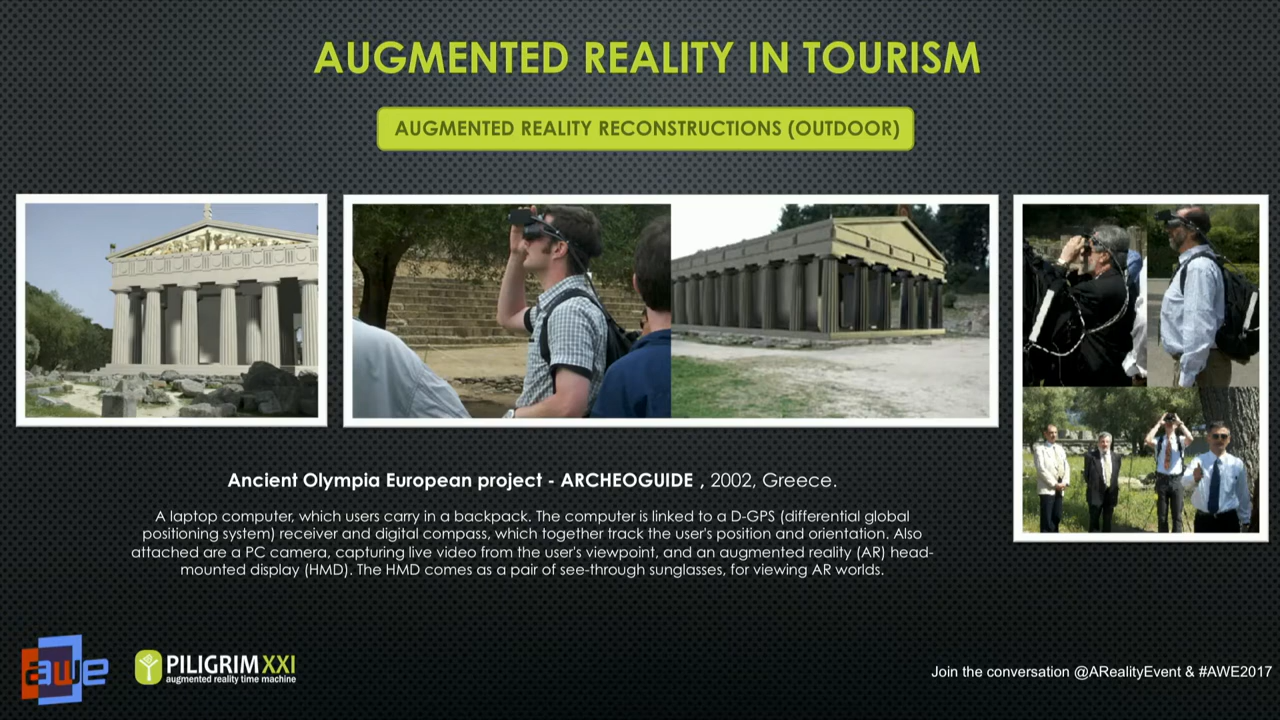 AUGMENTED REALITY IN TOURISM
AUGMENTED REALITY RECONSTRUCTIONS (OUTDOOR)
Ancient Olympia European project - ARCHEOGUIDE , 2002, Greece.
A laptop computer, which users carry in a backpack. The computer is linked to a D-GPS (differential global
positioning system) receiver and digital compass, which together track the user's position and orientation. Also
attached are a PC camera, capturing live video from the user's viewpoint, and an augmented reality (AR) head-
mounted display (HMD). The HMD comes as a pair of see-through sunglasses, for viewing AR worlds.
awe
PILIGRIM XXI
augmented reality time machine
Join the conversation @ARealityEvent & #AWE2017